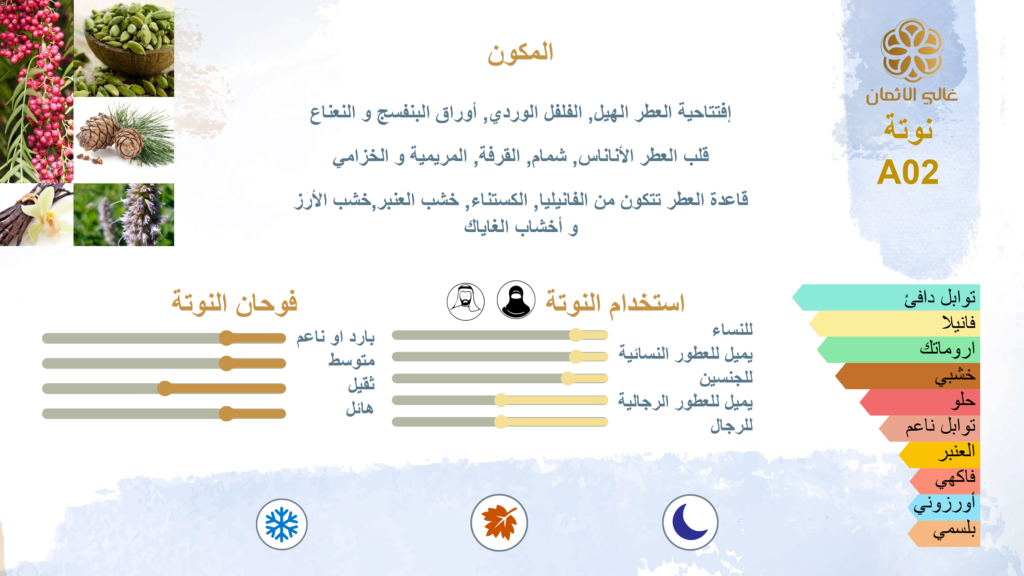 غالي الأثمان
نوتة
A02
المكون
إفتتاحية العطر الهيل, الفلفل الوردي, أوراق البنفسج و النعناع
قلب العطر الأناناس, شمام, القرفة, المريمية و الخزامي
قاعدة العطر تتكون من الفانيليا, الكستناء, خشب العنبر,خشب الأرز
و أخشاب الغاياك
استخدام النوتة
للنساء
يميل للعطور النسائية
للجنسين
يميل للعطور الرجالية
للرجال
فوحان النوتة
بارد او ناعم
متوسط
ثقيل
هائل
توابل دافئ
فانيلا
اروماتك
خشبي
حلو
توابل ناعم
العنبر
فاكهي
أورزوني
بلسمي